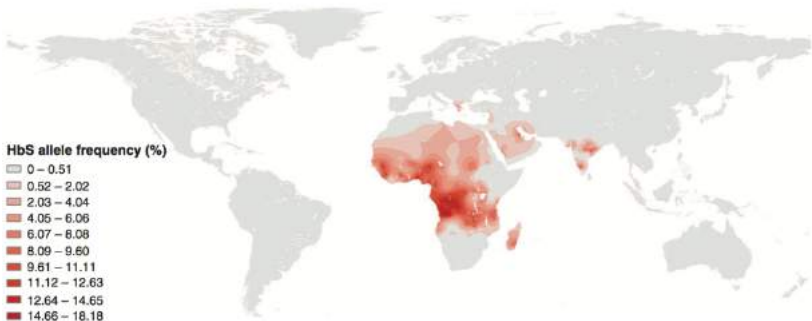 HbS allele frequency (%)
0 – 0.51
0.52 – 2.02
2.03 – 4.04
4.05 – 6.06
6.07 – 8.08
8.09 – 9.60
9.61 – 11.11
11.12 – 12.63
12.64 – 14.65
14.66 – 18.18